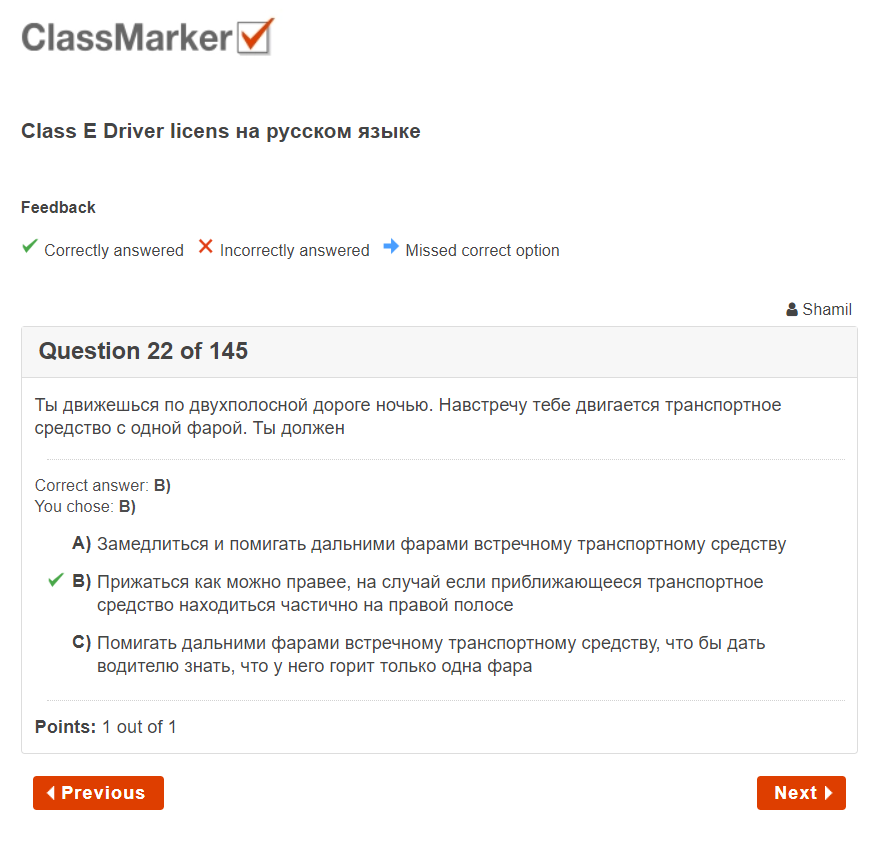 ClassMarker
Class E Driver licens на русском языке
Feedback
Correctly answered Incorrectly answered Missed correct option
Shamil
Question 22 of 145
Ты движешься по двухполосной дороге ночью. Навстречу тебе двигается транспортное
средство с одной фарой. Ты должен
Correct answer: B)
You chose: B)
A) Замедлиться и помигать дальними фарами встречному транспортному средству
B) Прижаться как можно правее, на случай если приближающееся транспортное
средство находиться частично на правой полосе
C) Помигать дальними фарами встречному транспортному средству, что бы дать
водителю знать, что у него горит только одна фара
Points: 1 out of 1
Previous Next